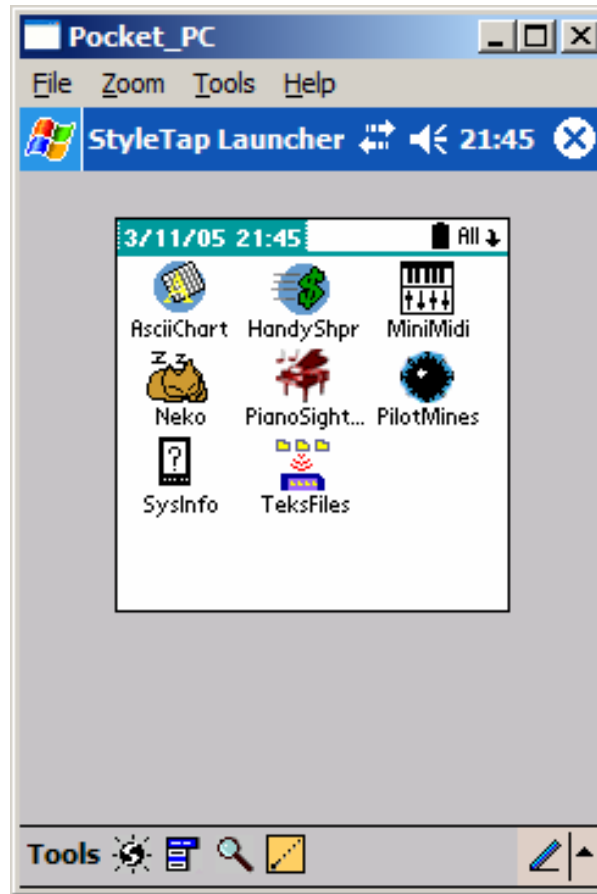 Pocket_PC
File Zoom Tools Help
StyleTap Launcher 21:45
3/11/05 21:45 All
AsciiChart HandyShpr MiniMidi
Neko PianoSight... PilotMines
SysInfo TeksFiles
Tools